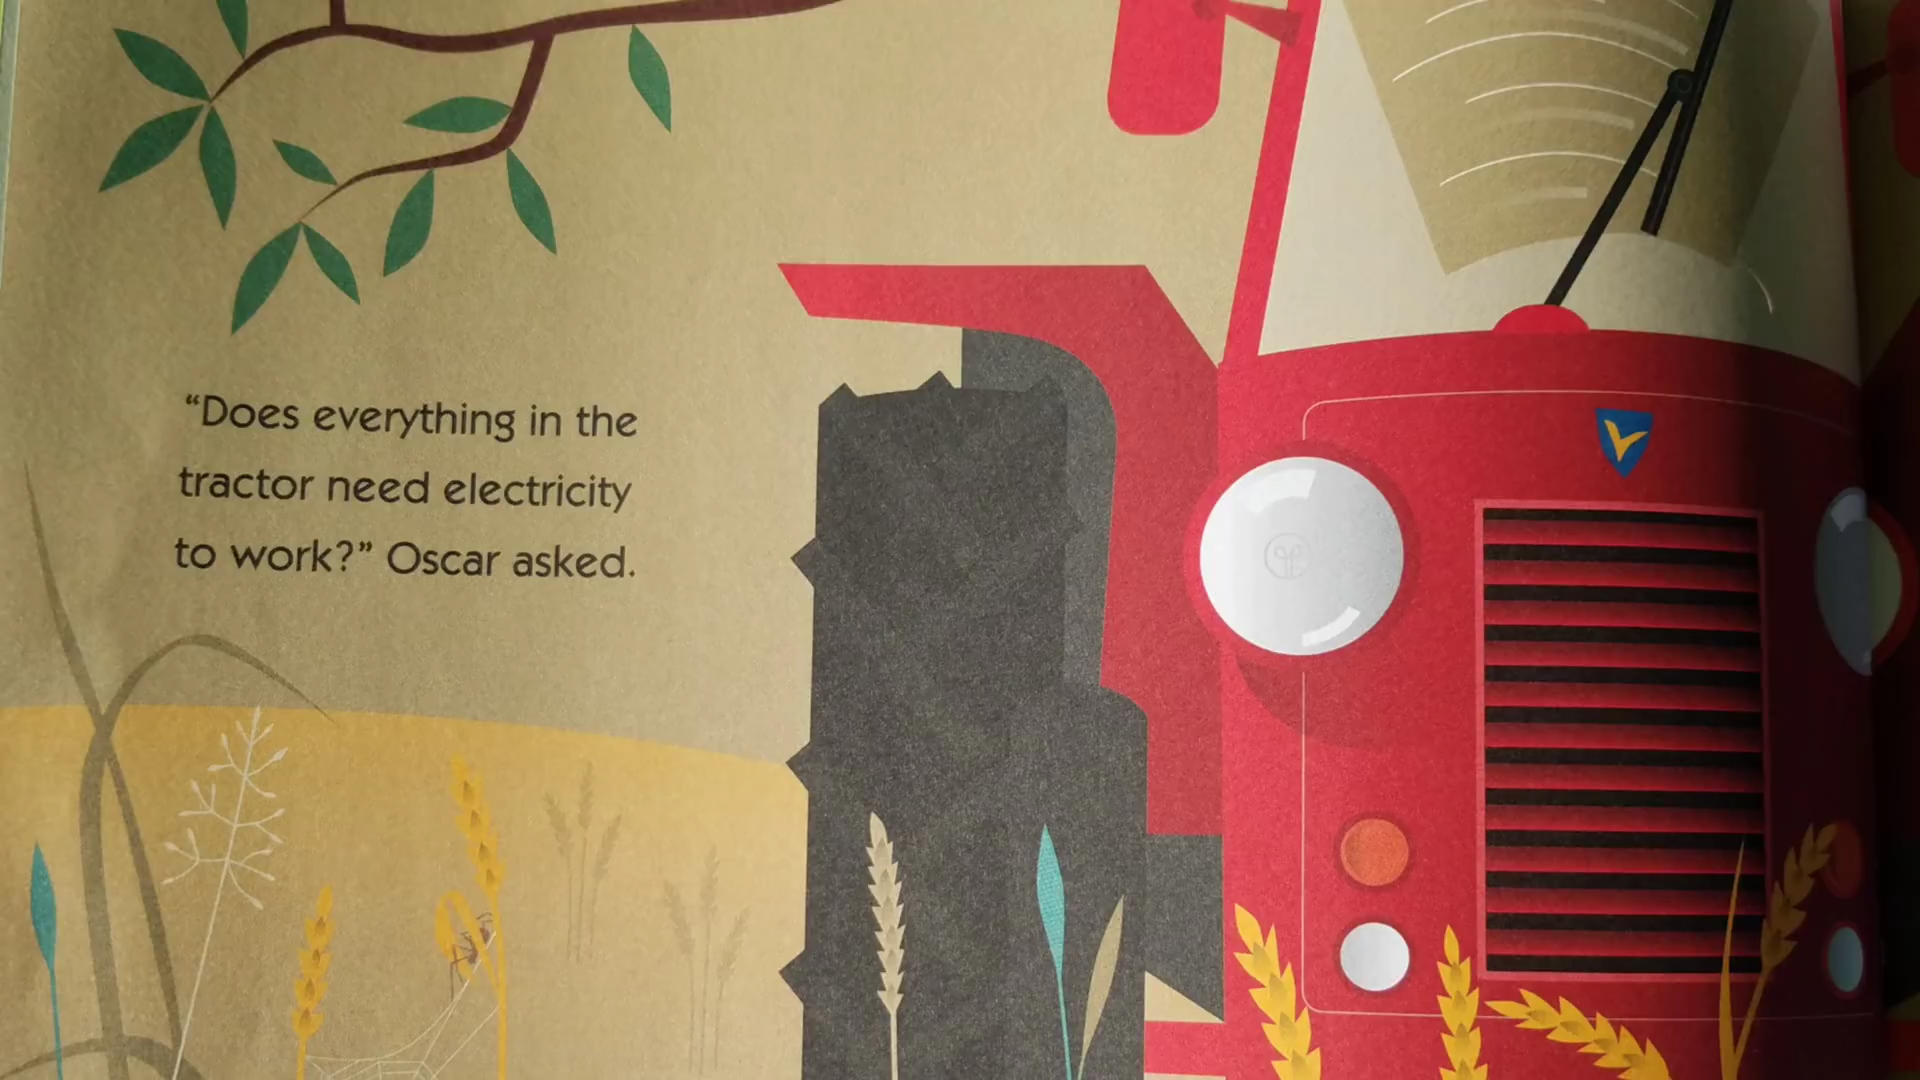 “Does everything in the
tractor need electricity
to work?” Oscar asked.